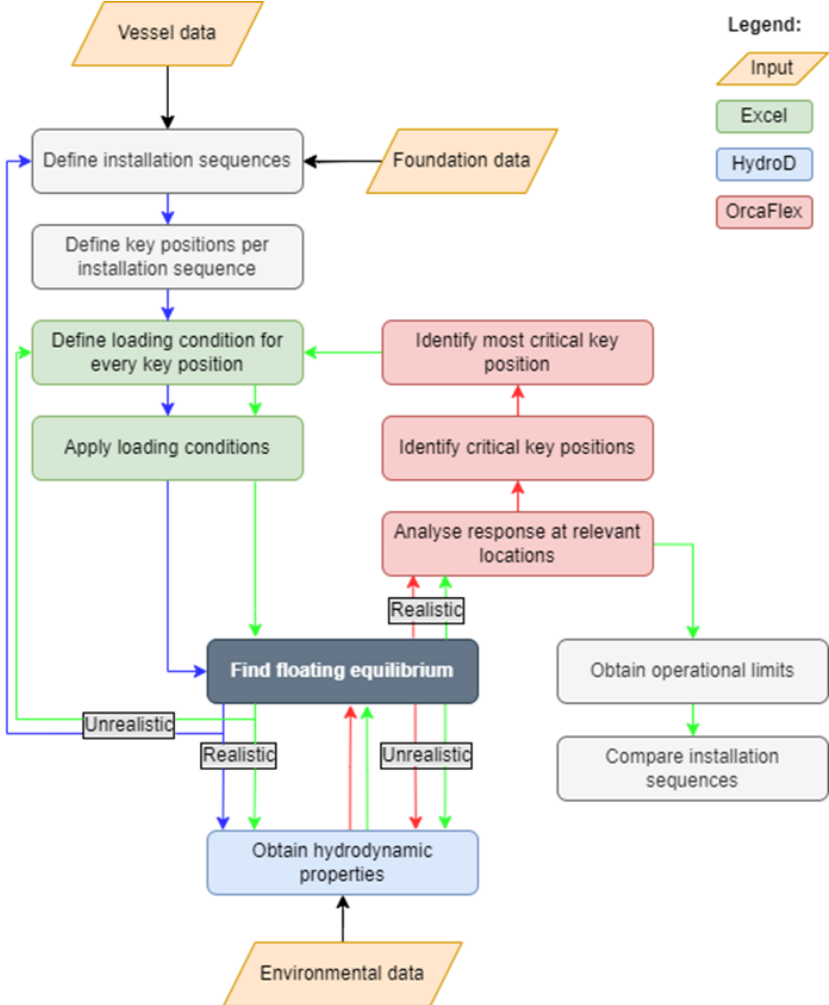 Vessel data
Legend:
Input
Excel
HydroD
OrcaFlex
Define installation sequences
Foundation data
Define key positions per
installation sequence
Define loading condition for
every key position
Identify most critical key
position
Apply loading conditions
Identify critical key positions
Analyse response at relevant
locations
Realistic
Find floating equilibrium
Obtain operational limits
Unrealistic
Realistic
Unrealistic
Compare installation
sequences
Obtain hydrodynamic
properties
Environmental data